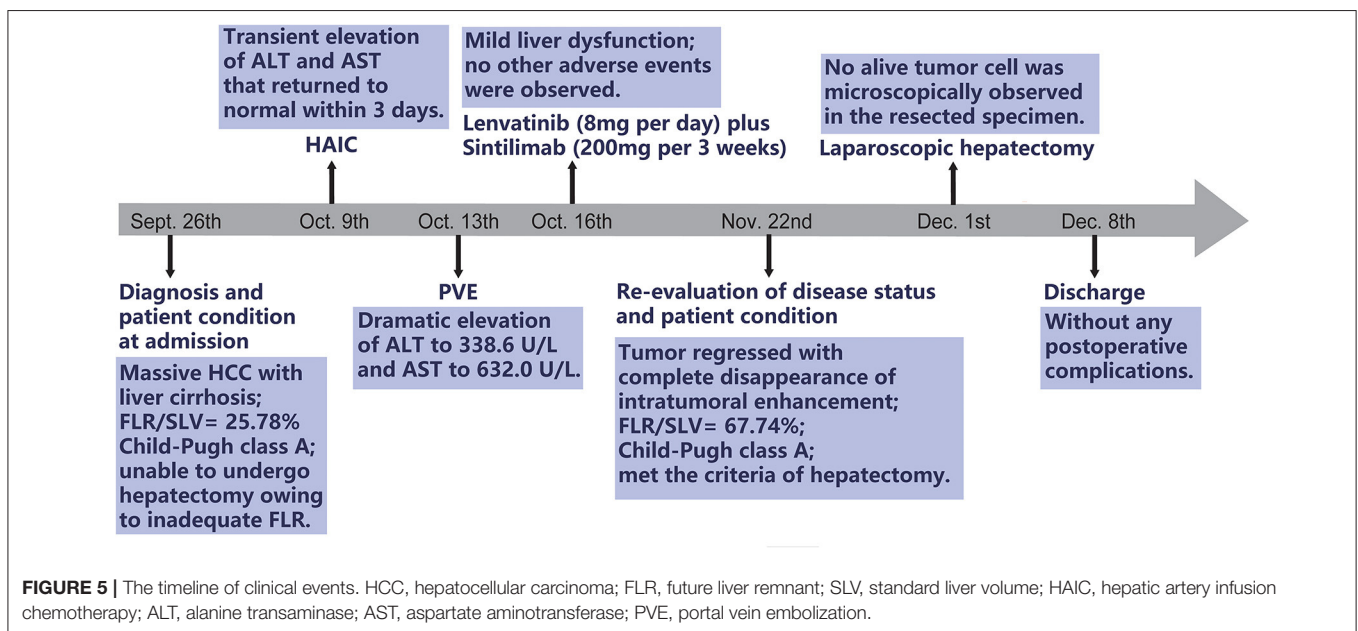 Transient elevation
of ALT and AST
that returned to
normal within 3 days.
HAIC
Mild liver dysfunction;
no other adverse events
were observed.
Lenvatinib (8mg per day) plus
Sintilimab (200mg per 3 weeks)
No alive tumor cell was
microscopically observed
in the resected specimen.
Laparoscopic hepatectomy
Sept. 26th
Oct. 9th
Oct. 13th
Oct. 16th
Nov. 22nd
Dec. 1st
Dec. 8th
Diagnosis and
patient condition
at admission
Massive HCC with
liver cirrhosis;
FLR/SLV= 25.78%
Child-Pugh class A;
unable to undergo
hepatectomy owing
to inadequate FLR.
PVE
Dramatic elevation
of ALT to 338.6 U/L
and AST to 632.0 U/L.
Re-evaluation of disease status
and patient condition
Tumor regressed with
complete disappearance of
intratumoral enhancement;
FLR/SLV= 67.74%;
Child-Pugh class A;
met the criteria of hepatectomy.
Discharge
Without any
postoperative
complications.
FIGURE 5 | The timeline of clinical events. HCC, hepatocellular carcinoma; FLR, future liver remnant; SLV, standard liver volume; HAIC, hepatic artery infusion
chemotherapy; ALT, alanine transaminase; AST, aspartate aminotransferase; PVE, portal vein embolization.